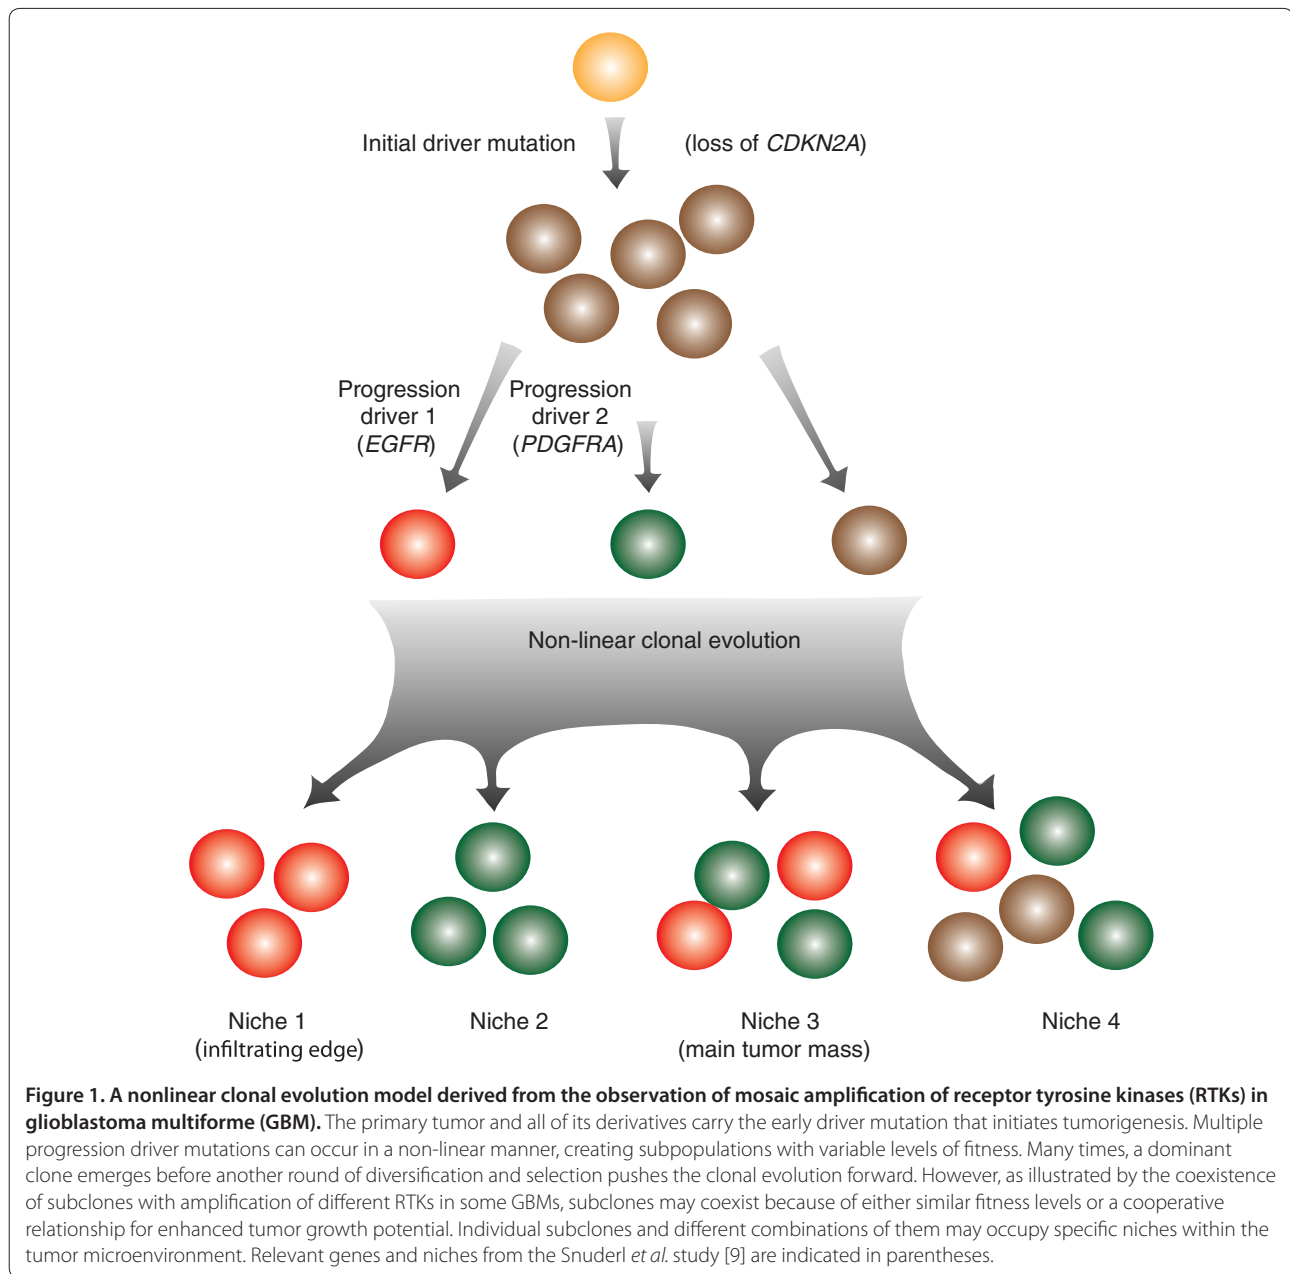 Initial driver mutation (loss of CDKN2A)
Progression
driver 1
(EGFR)
Progression
driver 2
(PDGFRA)
Non-linear clonal evolution
Niche 1
(infiltrating edge)
Niche 2
Niche 3
(main tumor mass)
Niche 4
Figure 1. A nonlinear clonal evolution model derived from the observation of mosaic amplification of receptor tyrosine kinases (RTKs) in
glioblastoma multiforme (GBM). The primary tumor and all of its derivatives carry the early driver mutation that initiates tumorigenesis. Multiple
progression driver mutations can occur in a non-linear manner, creating subpopulations with variable levels of fitness. Many times, a dominant
clone emerges before another round of diversification and selection pushes the clonal evolution forward. However, as illustrated by the coexistence
of subclones with amplification of different RTKs in some GBMs, subclones may coexist because of either similar fitness levels or a cooperative
relationship for enhanced tumor growth potential. Individual subclones and different combinations of them may occupy specific niches within the
tumor microenvironment. Relevant genes and niches from the Snuderl et al. study [9] are indicated in parentheses.